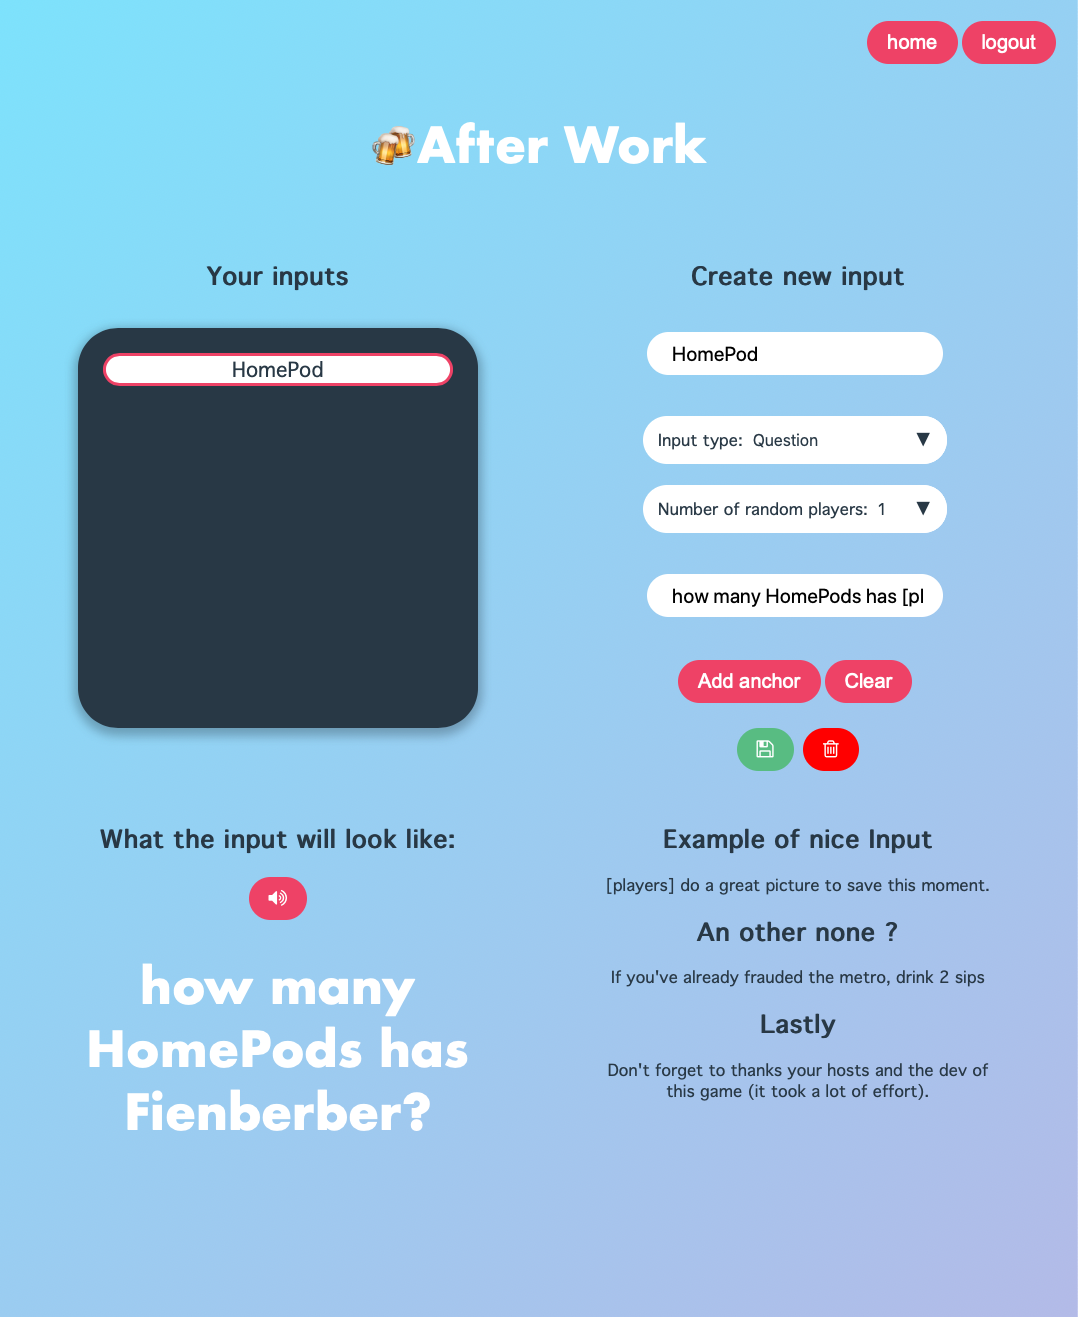 home logout
After Work
Your inputs
HomePod
Create new input
HomePod
Input type: Question ▼
Number of random players: 1 ▼
how many HomePods has [pl
Add anchor Clear
What the input will look like:
how many
HomePods has
Fienberber?
Example of nice Input
[players] do a great picture to save this moment.
An other none ?
If you've already frauded the metro, drink 2 sips
Lastly
Don't forget to thanks your hosts and the dev of
this game (it took a lot of effort).